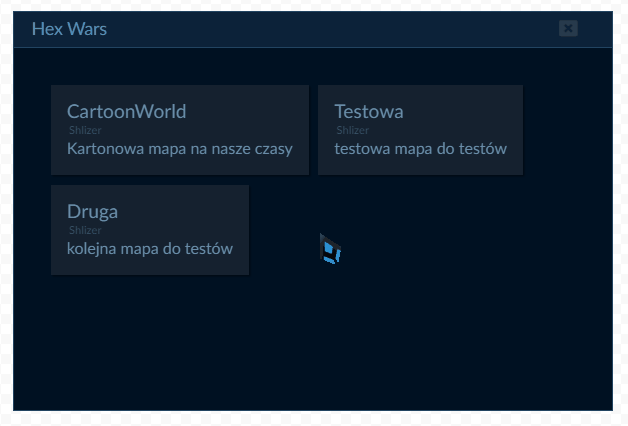 Hex Wars
CartoonWorld
Shlizer
Kartonowa mapa na nasze czasy
Testowa
Shlizer
testowa mapa do testów
Druga
Shlizer
kolejna mapa do testów